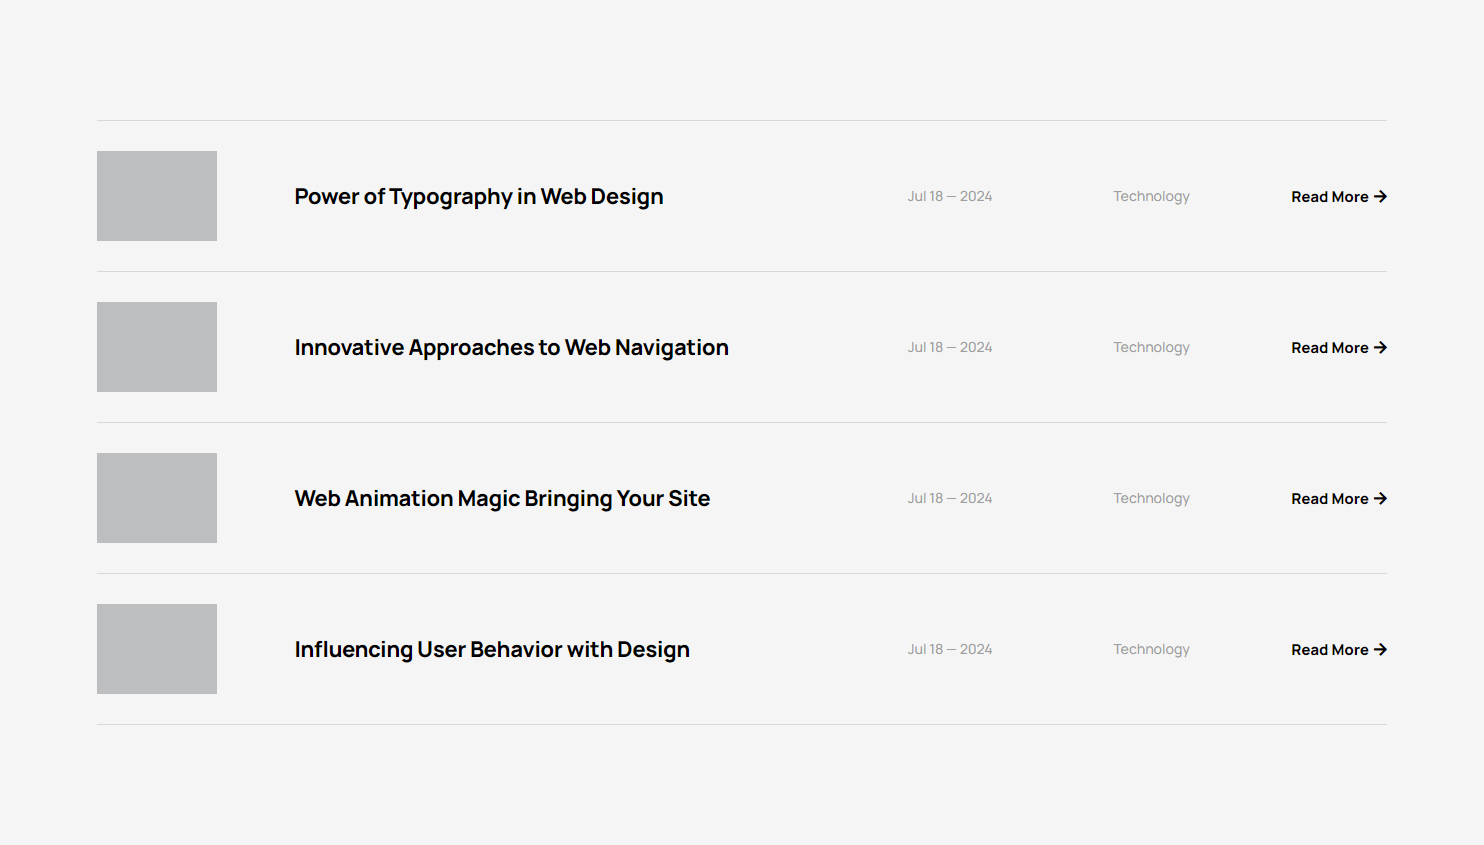 Power of Typography in Web Design
Jul 18 — 2024
Technology
Read More →
Innovative Approaches to Web Navigation
Jul 18 — 2024
Technology
Read More →
Web Animation Magic Bringing Your Site
Jul 18 — 2024
Technology
Read More →
Influencing User Behavior with Design
Jul 18 — 2024
Technology
Read More →